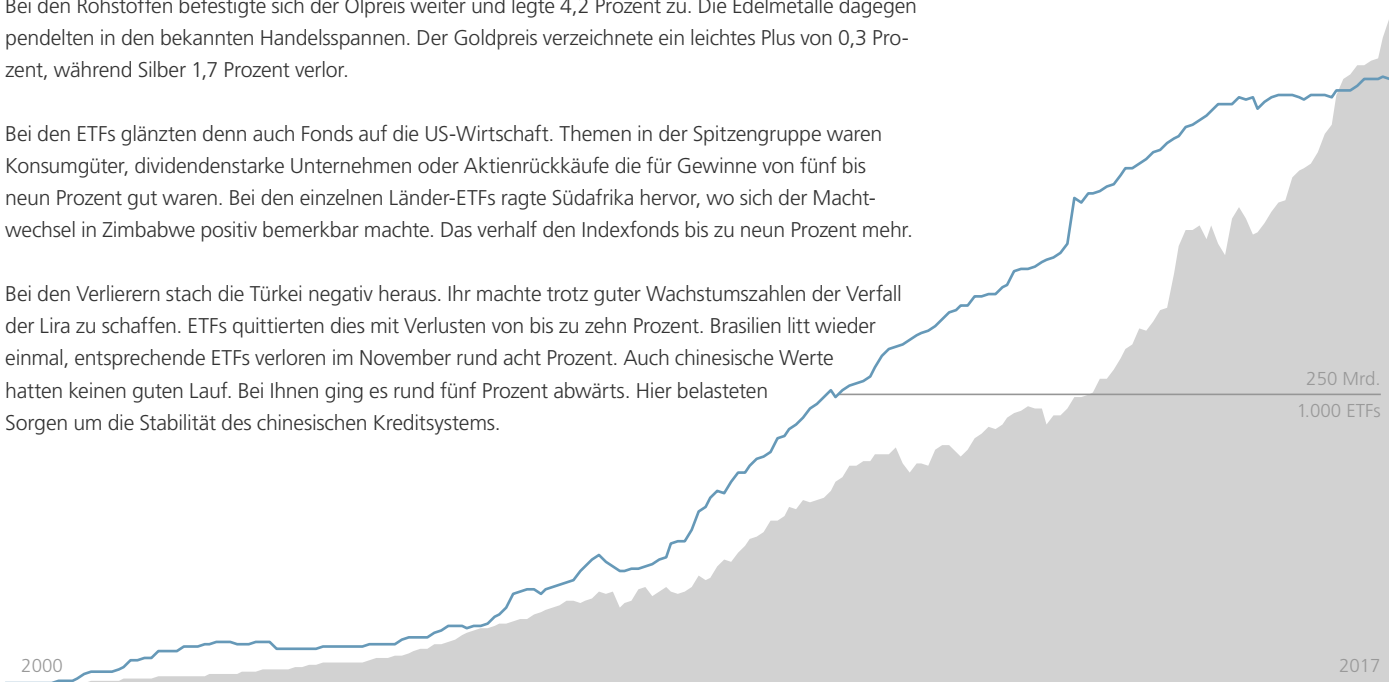 Bei den Rohstoffen befestigte sich der Ölpreis weiter und legte 4,2 Prozent zu. Die Edelmetalle dagegen
pendelten in den bekannten Handelsspannen. Der Goldpreis verzeichnete ein leichtes Plus von 0,3 Pro-
zent, während Silber 1,7 Prozent verlor.
Bei den ETFs glänzten denn auch Fonds auf die US-Wirtschaft. Themen in der Spitzengruppe waren
Konsumgüter, dividendenstarke Unternehmen oder Aktienrückkäufe die für Gewinne von fünf bis
neun Prozent gut waren. Bei den einzelnen Länder-ETFs ragte Südafrika hervor, wo sich der Macht-
wechsel in Zimbabwe positiv bemerkbar machte. Das verhalf den Indexfonds bis zu neun Prozent mehr.
Bei den Verlierern stach die Türkei negativ heraus. Ihr machte trotz guter Wachstumszahlen der Verfall
der Lira zu schaffen. ETFs quittierten dies mit Verlusten von bis zu zehn Prozent. Brasilien litt wieder
einmal, entsprechende ETFs verloren im November rund acht Prozent. Auch chinesische Werte
hatten keinen guten Lauf. Bei Ihnen ging es rund fünf Prozent abwärts. Hier belasteten
Sorgen um die Stabilität des chinesischen Kreditsystems.
250 Mrd.
1.000 ETFs
2000
2017